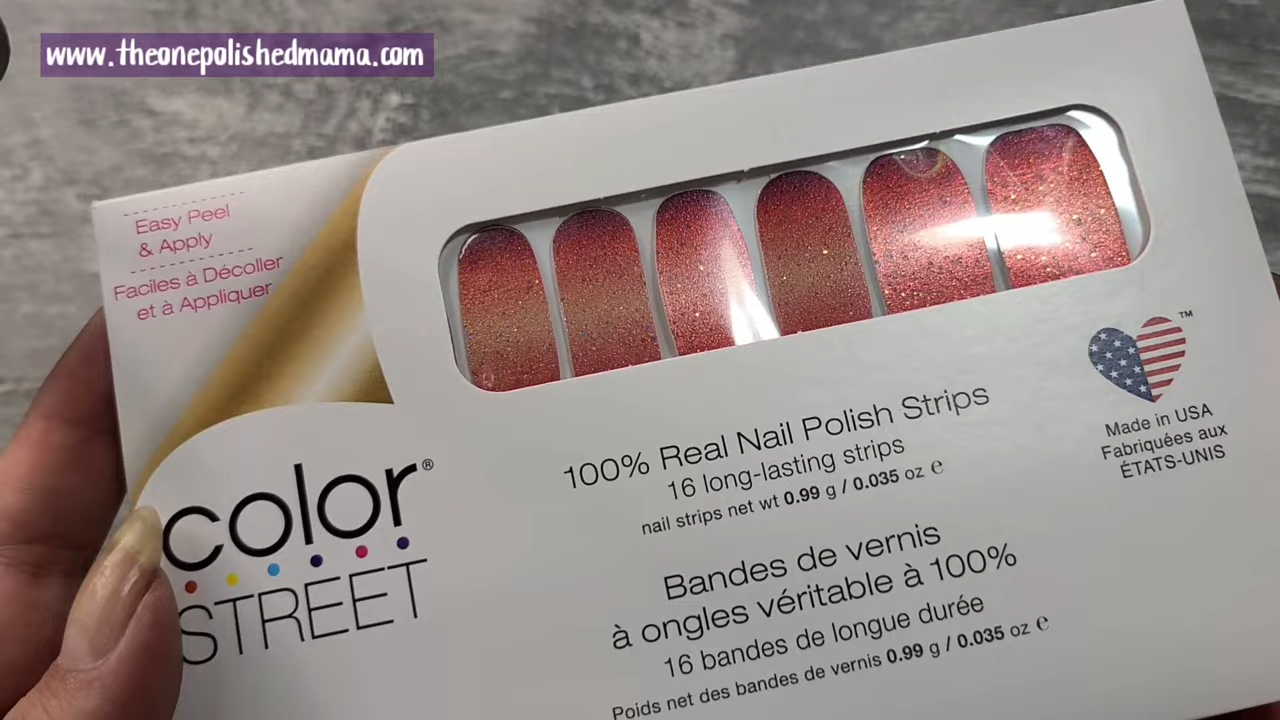 www.theonepolishedmama.com
Easy Peel
& Apply
Faciles à Décoller
et à Appliquer
color®
STREET
100% Real Nail Polish Strips
16 long-lasting strips
nail strips net wt 0.99 g / 0.035 oz ℮
Bandes de vernis
à ongles véritable à 100%
16 bandes de longue durée
Poids net des bandes de vernis 0.99 g / 0.035 oz ℮
™
Made in USA
Fabriquées aux
ÉTATS-UNIS